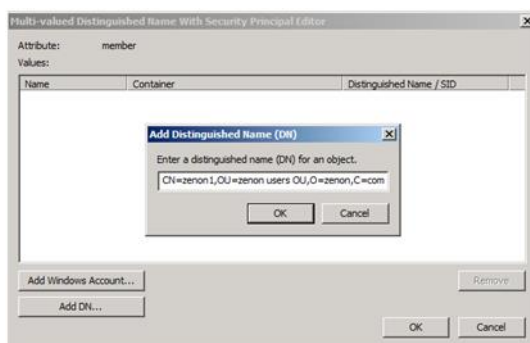 Multi-valued Distinguished Name With Security Principal Editor
Attribute: member
Values:
Name Container Distinguished Name / SID
Add Distinguished Name (DN)
Enter a distinguished name (DN) for an object.
CN=zenon1,OU=zenon users OU,O=zenon,C=com
OK Cancel
Add Windows Account... Remove
Add DN...
OK Cancel